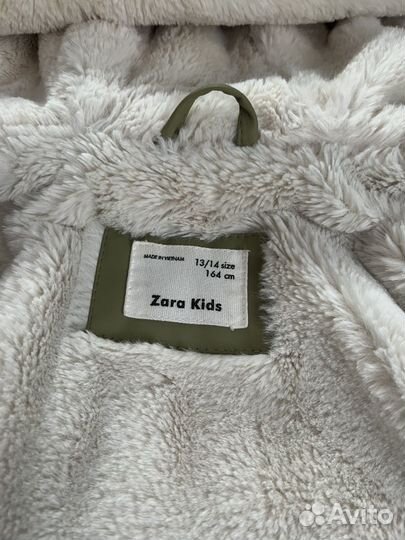 MADE IN VIETNAM
13/14 size
164 cm
Zara Kids
Avito